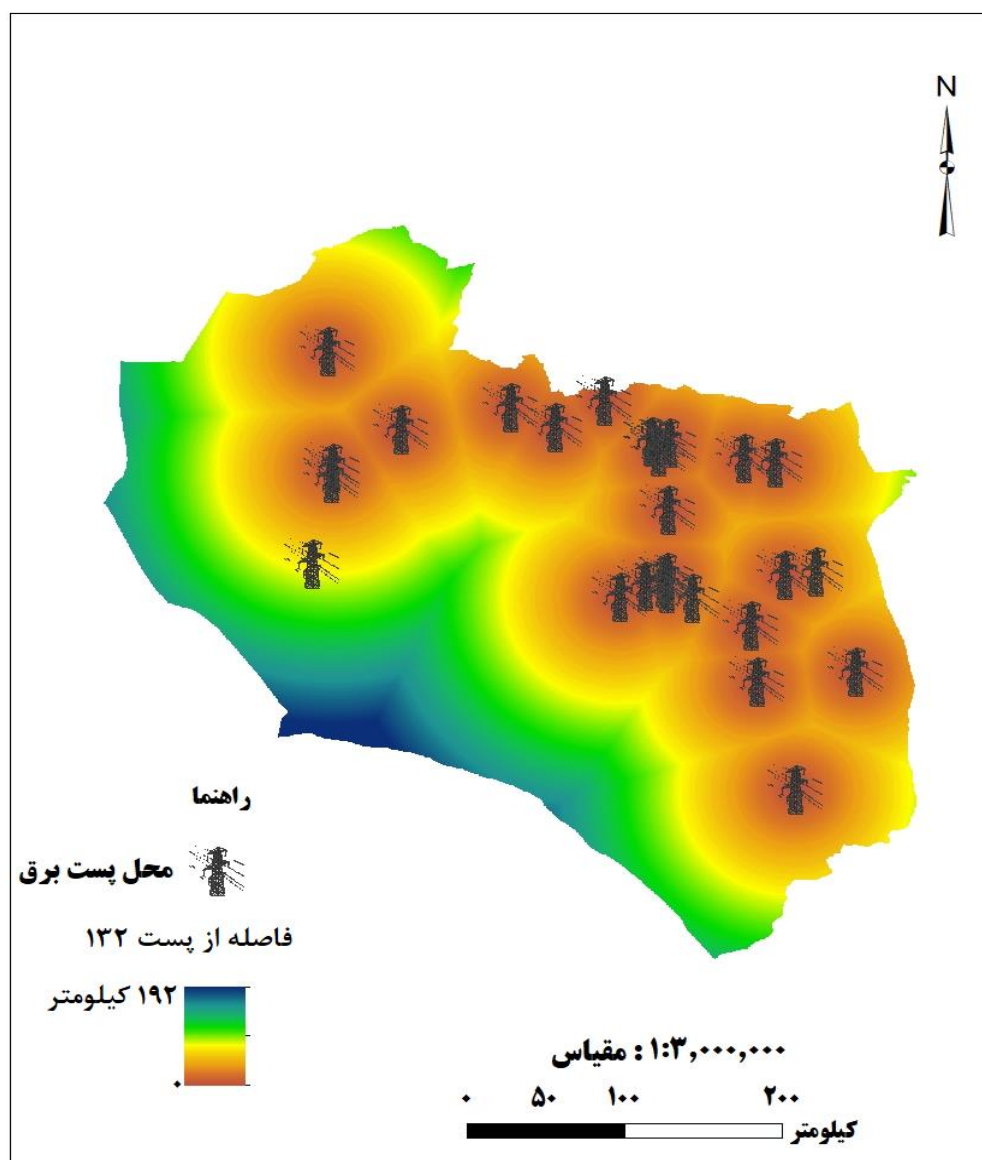 N
راهنما
محل پست برق
فاصله از پست ۱۳۲
۱۹۲ کیلومتر
۰
مقیاس : ۱:۳,۰۰۰,۰۰۰
۰ ۵۰ ۱۰۰ ۲۰۰
کیلومتر